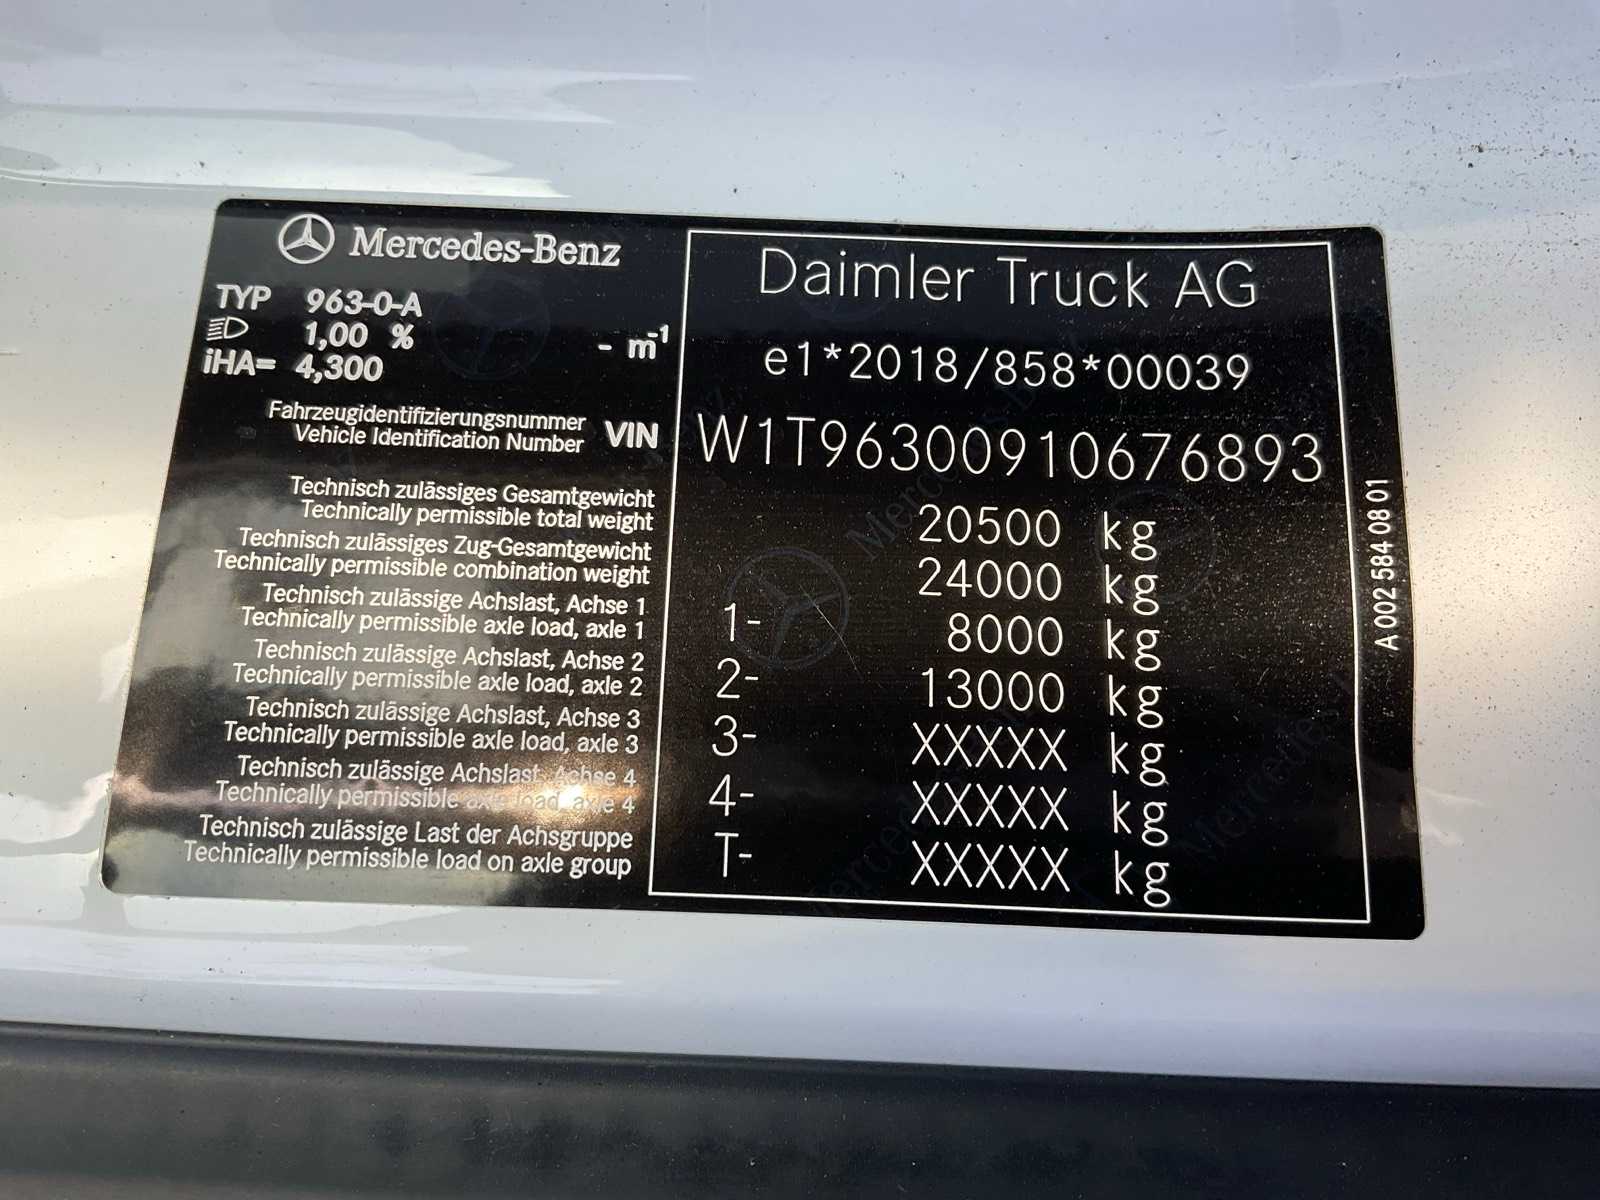 Mercedes-Benz
TYP 963-0-A
1,00 % - m-1
iHA= 4,300
Fahrzeugidentifizierungsnummer
Vehicle Identification Number VIN
Technisch zulässiges Gesamtgewicht
Technically permissible total weight
Technisch zulässiges Zug-Gesamtgewicht
Technically permissible combination weight
Technisch zulässige Achslast, Achse 1
Technically permissible axle load, axle 1
Technisch zulässige Achslast, Achse 2
Technically permissible axle load, axle 2
Technisch zulässige Achslast, Achse 3
Technically permissible axle load, axle 3
Technisch zulässige Achslast, Achse 4
Technically permissible axle load, axle 4
Technisch zulässige Last der Achsgruppe
Technically permissible load on axle group
Daimler Truck AG
e1*2018/858*00039
W1T96300910676893
20500 kg
24000 kg
1- 8000 kg
2- 13000 kg
3- XXXXX kg
4- XXXXX kg
T- XXXXX kg
A 002 584 08 01